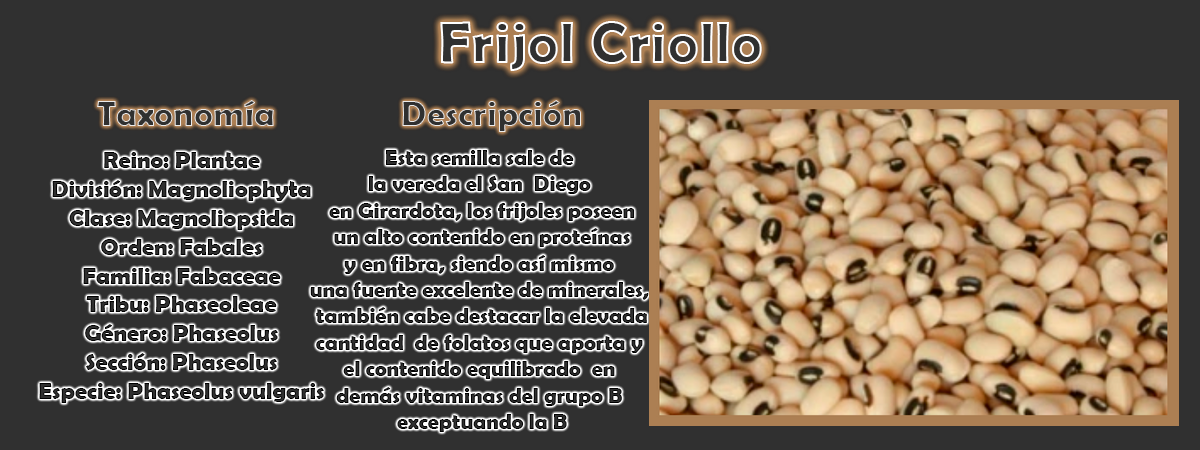 Frijol Criollo
Taxonomía
Reino: Plantae
División: Magnoliophyta
Clase: Magnoliopsida
Orden: Fabales
Familia: Fabaceae
Tribu: Phaseoleae
Género: Phaseolus
Sección: Phaseolus
Especie: Phaseolus vulgaris
Descripción
Esta semilla sale de
la vereda el San Diego
en Girardota, los frijoles poseen
un alto contenido en proteínas
y en fibra, siendo así mismo
una fuente excelente de minerales,
también cabe destacar la elevada
cantidad de folatos que aporta y
el contenido equilibrado en
demás vitaminas del grupo B
exceptuando la B